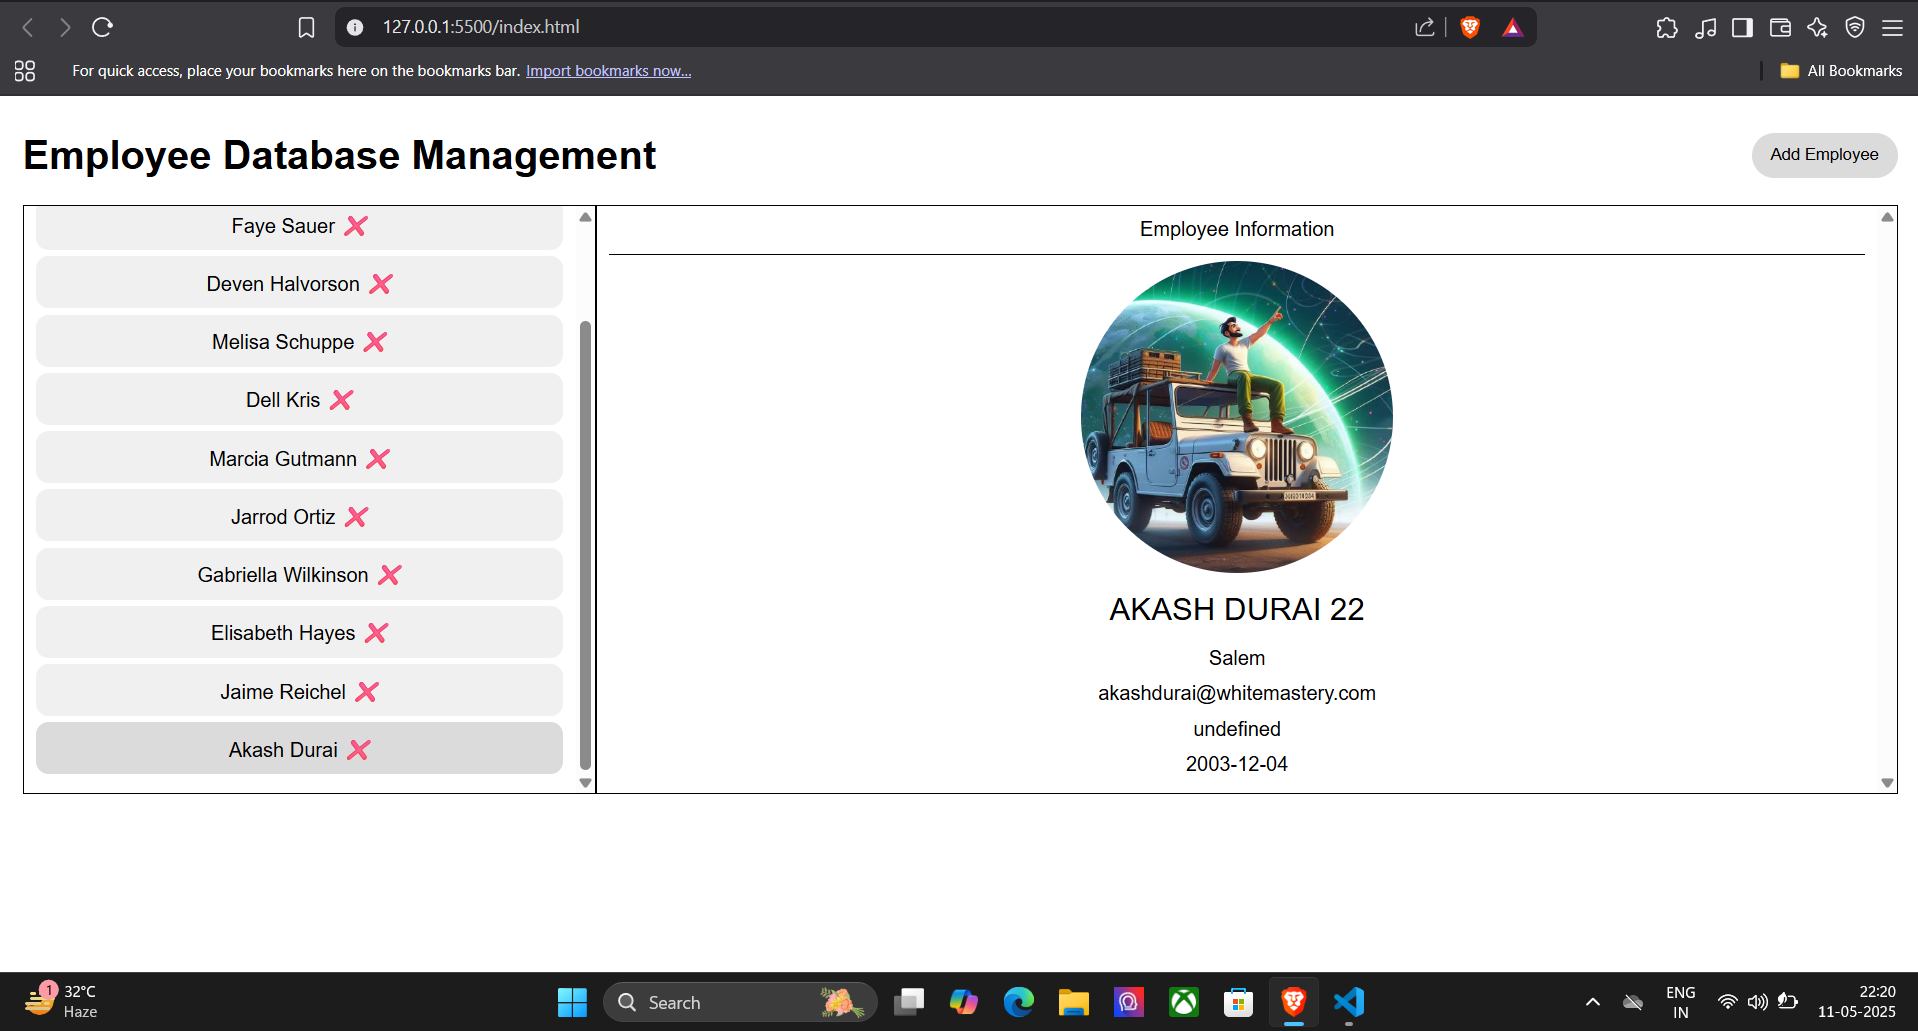 127.0.0.1:5500/index.html
For quick access, place your bookmarks here on the bookmarks bar. Import bookmarks now...
All Bookmarks
Employee Database Management
Add Employee
Faye Sauer
Deven Halvorson
Melisa Schuppe
Dell Kris
Marcia Gutmann
Jarrod Ortiz
Gabriella Wilkinson
Elisabeth Hayes
Jaime Reichel
Akash Durai
Employee Information
AKASH DURAI 22
Salem
akashdurai@whitemastery.com
undefined
2003-12-04
1
32°C
Haze
Search
ENG
IN
22:20
11-05-2025